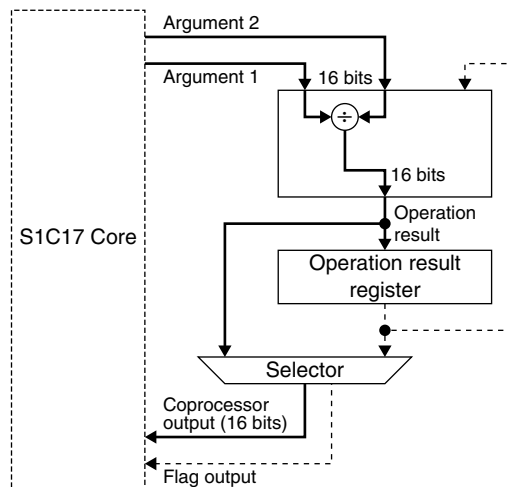 Argument 2
Argument 1
16 bits
÷
16 bits
S1C17 Core
Operation
result
Operation result
register
Selector
Coprocessor
output (16 bits)
Flag output